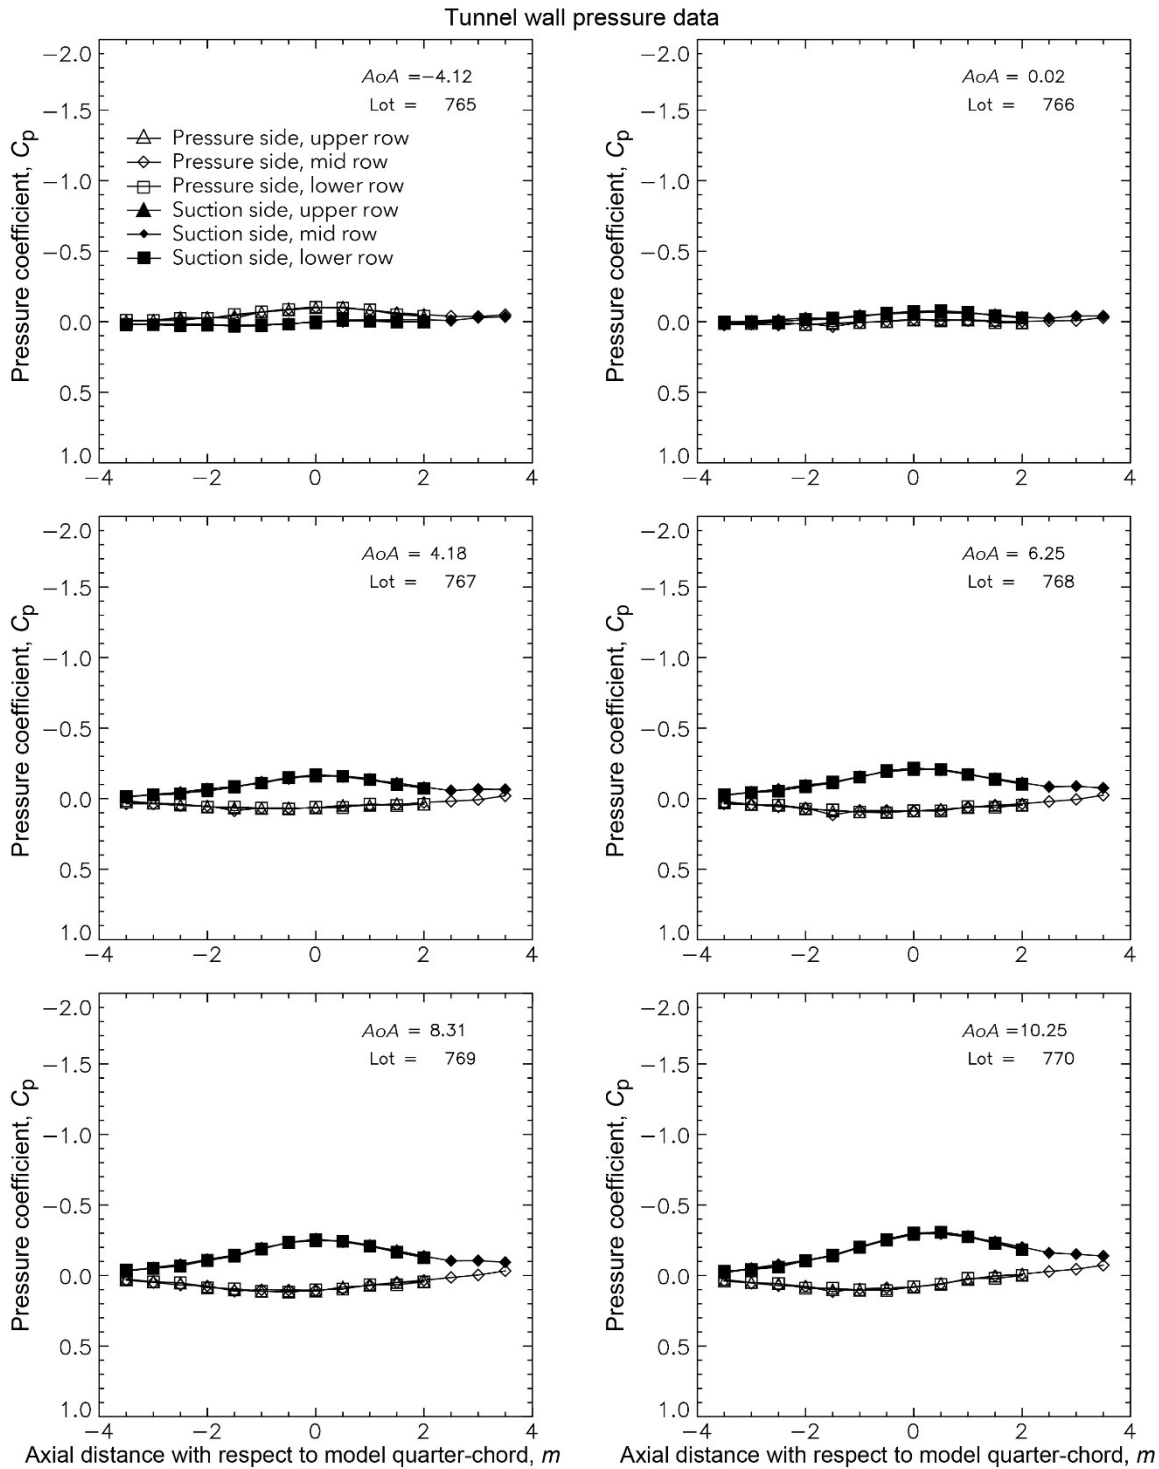 Tunnel wall pressure data
Pressure coefficient, Cp
−2.0
−1.5
−1.0
−0.5
0.0
0.5
1.0
AoA =−4.12
Lot = 765
Pressure side, upper row
Pressure side, mid row
Pressure side, lower row
Suction side, upper row
Suction side, mid row
Suction side, lower row
−4
−2
0
2
4
Pressure coefficient, Cp
−2.0
−1.5
−1.0
−0.5
0.0
0.5
1.0
AoA = 0.02
Lot = 766
−4
−2
0
2
4
Pressure coefficient, Cp
−2.0
−1.5
−1.0
−0.5
0.0
0.5
1.0
AoA = 4.18
Lot = 767
−4
−2
0
2
4
Pressure coefficient, Cp
−2.0
−1.5
−1.0
−0.5
0.0
0.5
1.0
AoA = 6.25
Lot = 768
−4
−2
0
2
4
Pressure coefficient, Cp
−2.0
−1.5
−1.0
−0.5
0.0
0.5
1.0
AoA = 8.31
Lot = 769
−4
−2
0
2
4
Axial distance with respect to model quarter-chord, m
Pressure coefficient, Cp
−2.0
−1.5
−1.0
−0.5
0.0
0.5
1.0
AoA =10.25
Lot = 770
−4
−2
0
2
4
Axial distance with respect to model quarter-chord, m